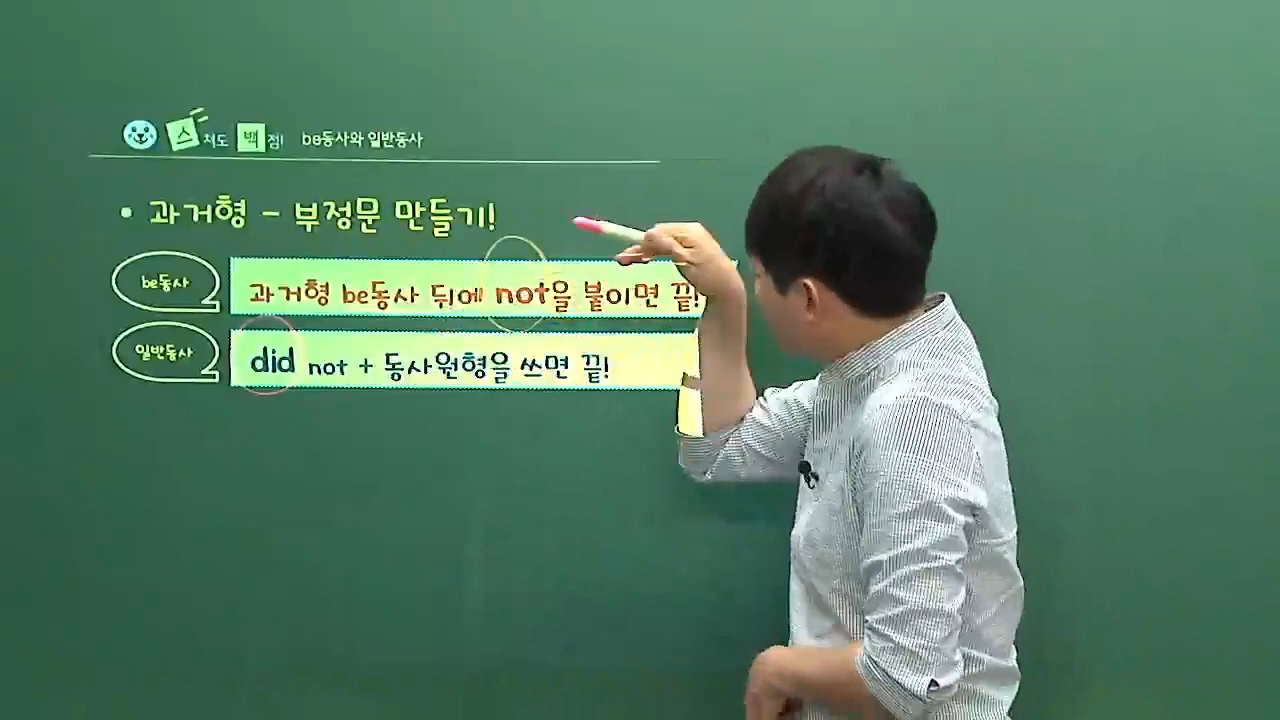 스쳐도 백점! be동사와 일반동사
• 과거형 - 부정문 만들기!
be동사 과거형 be동사 뒤에 not을 붙이면 끝!
일반동사 did not + 동사원형을 쓰면 끝!